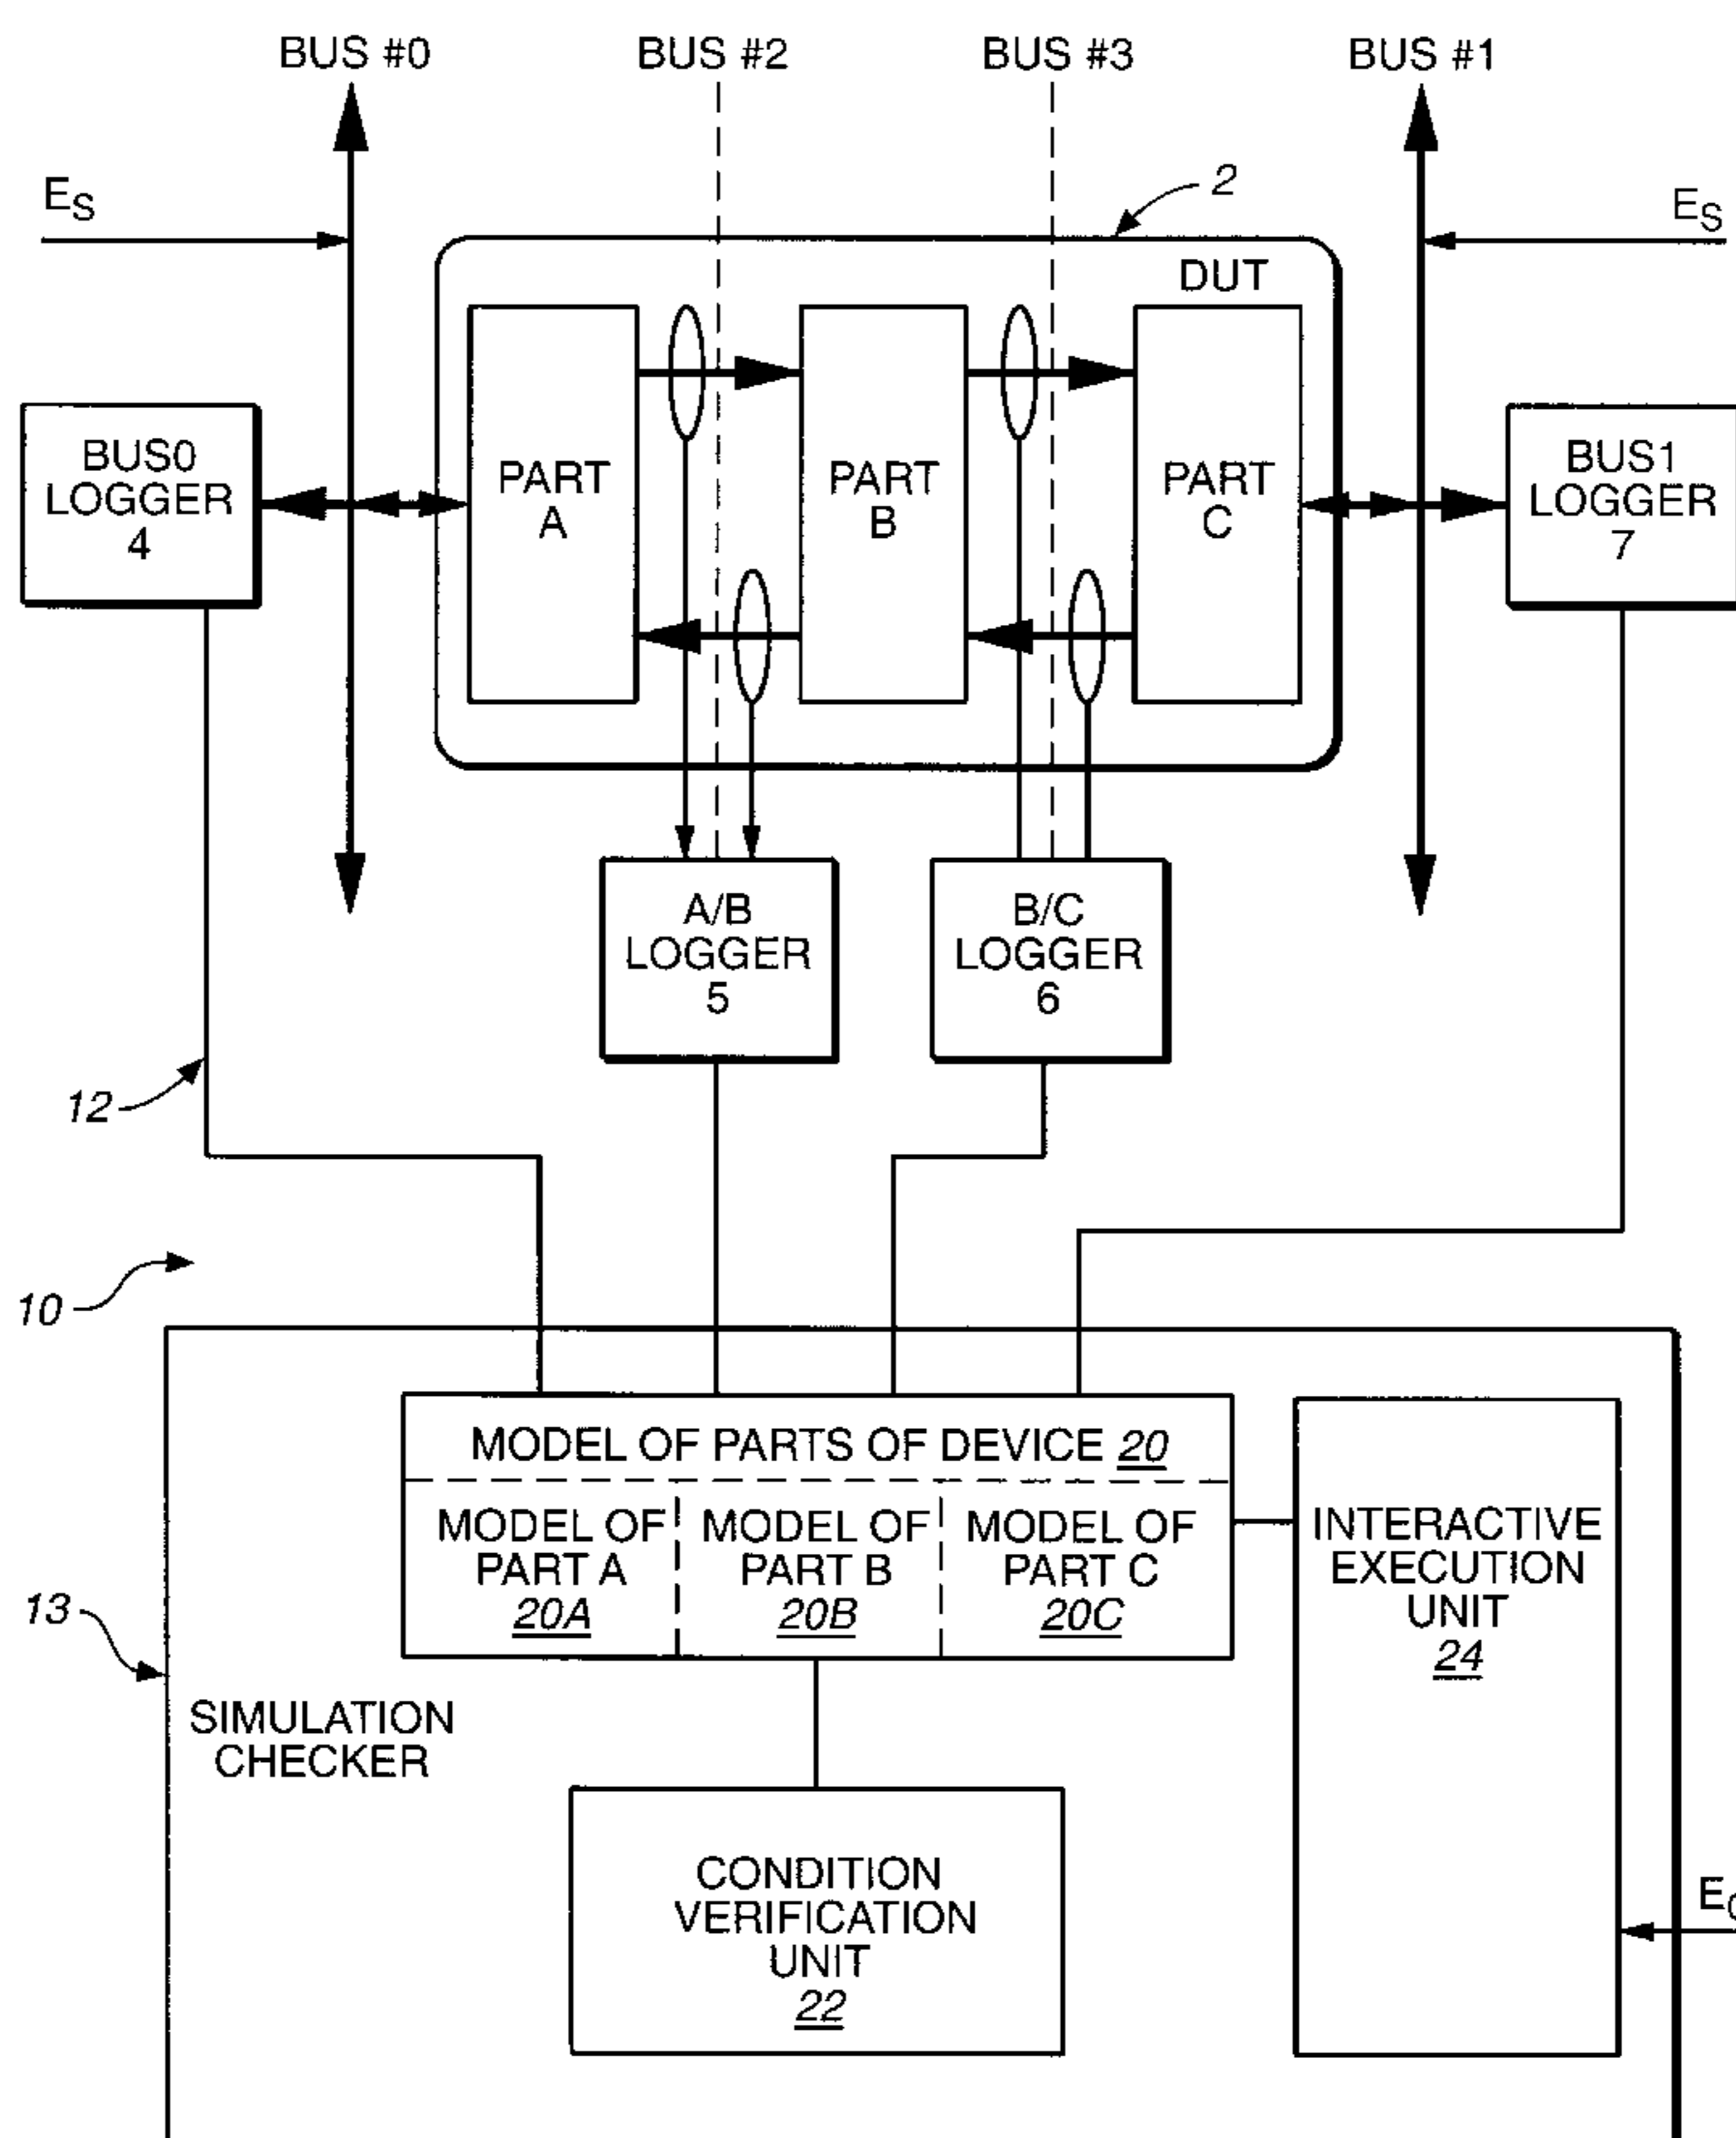 BUS #0
BUS #2
BUS #3
BUS #1
ES
2
ES
DUT
BUS0
LOGGER
4
PART
A
PART
B
PART
C
BUS1
LOGGER
7
A/B
LOGGER
5
B/C
LOGGER
6
12
10
MODEL OF PARTS OF DEVICE 20
MODEL OF
PART A
20A
MODEL OF
PART B
20B
MODEL OF
PART C
20C
INTERACTIVE
EXECUTION
UNIT
24
13
SIMULATION
CHECKER
CONDITION
VERIFICATION
UNIT
22